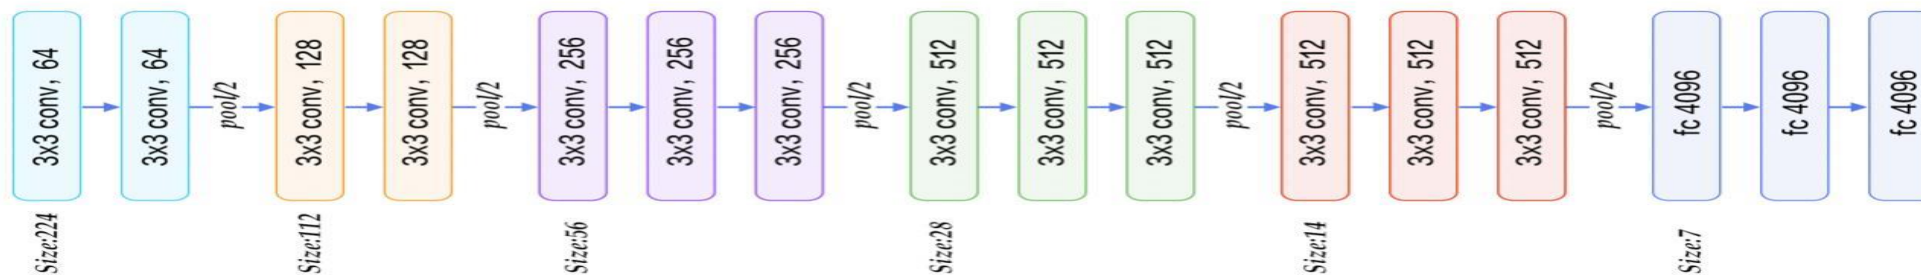 3x3 conv, 64
3x3 conv, 64
pool/2
3x3 conv, 128
3x3 conv, 128
pool/2
3x3 conv, 256
3x3 conv, 256
3x3 conv, 256
pool/2
3x3 conv, 512
3x3 conv, 512
3x3 conv, 512
pool/2
3x3 conv, 512
3x3 conv, 512
3x3 conv, 512
pool/2
fc 4096
fc 4096
fc 4096
Size:224
Size:112
Size:56
Size:28
Size:14
Size:7